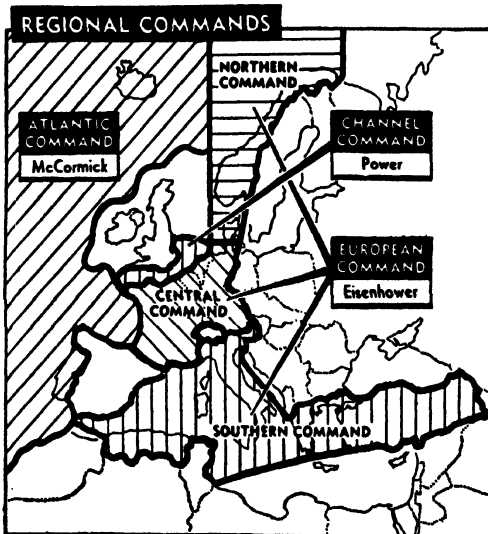 REGIONAL COMMANDS
NORTHERN
COMMAND
ATLANTIC
COMMAND
McCormick
CHANNEL
COMMAND
Power
EUROPEAN
COMMAND
Eisenhower
CENTRAL
COMMAND
SOUTHERN COMMAND